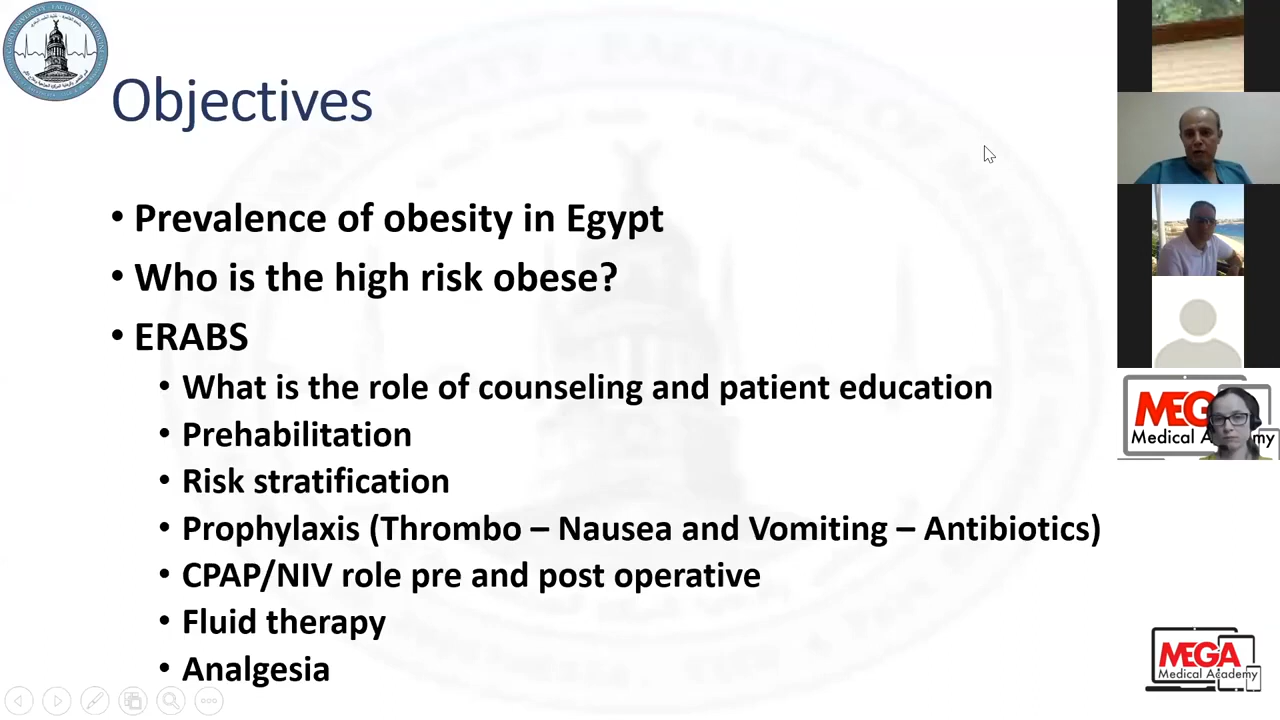 Objectives
• Prevalence of obesity in Egypt
• Who is the high risk obese?
• ERABS
• What is the role of counseling and patient education
• Prehabilitation
• Risk stratification
• Prophylaxis (Thrombo – Nausea and Vomiting – Antibiotics)
• CPAP/NIV role pre and post operative
• Fluid therapy
• Analgesia
MEGA
Medical Academy